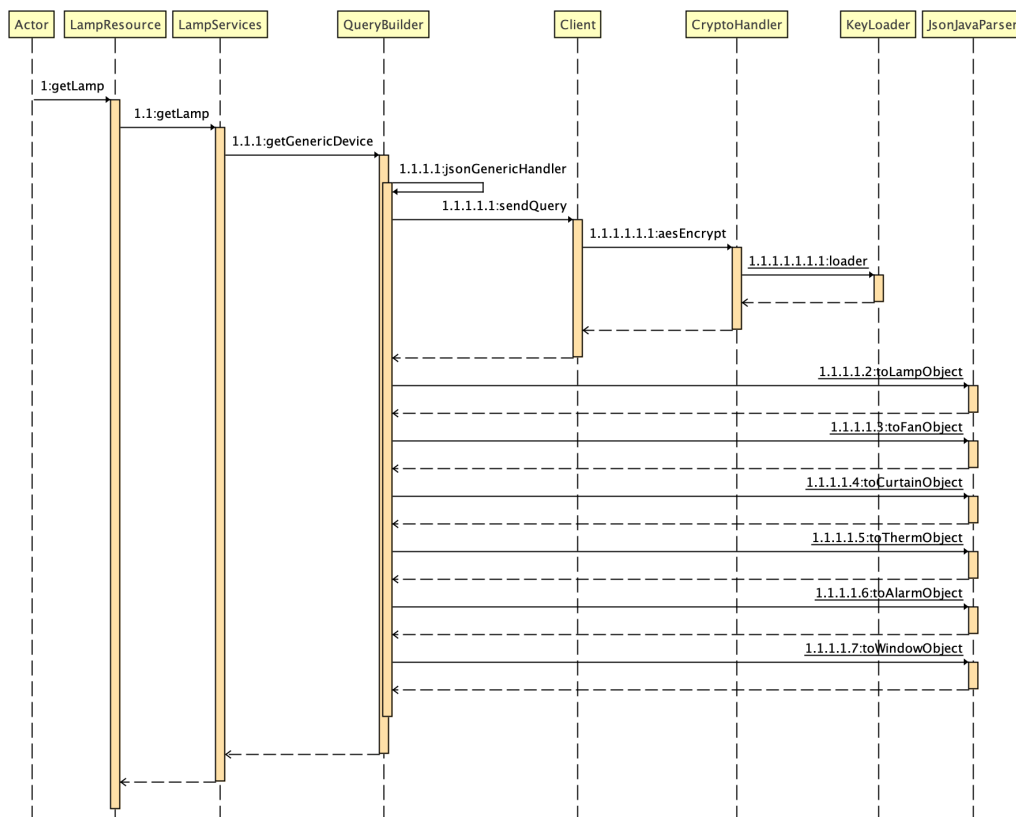 Actor
LampResource
LampServices
QueryBuilder
Client
CryptoHandler
KeyLoader
JsonJavaParser
1:getLamp
1.1:getLamp
1.1.1:getGenericDevice
1.1.1.1:jsonGenericHandler
1.1.1.1.1:sendQuery
1.1.1.1.1.1:aesEncrypt
1.1.1.1.1.1.1:loader
1.1.1.1.2:toLampObject
1.1.1.1.3:toFanObject
1.1.1.1.4:toCurtainObject
1.1.1.1.5:toThermObject
1.1.1.1.6:toAlarmObject
1.1.1.1.7:toWindowObject